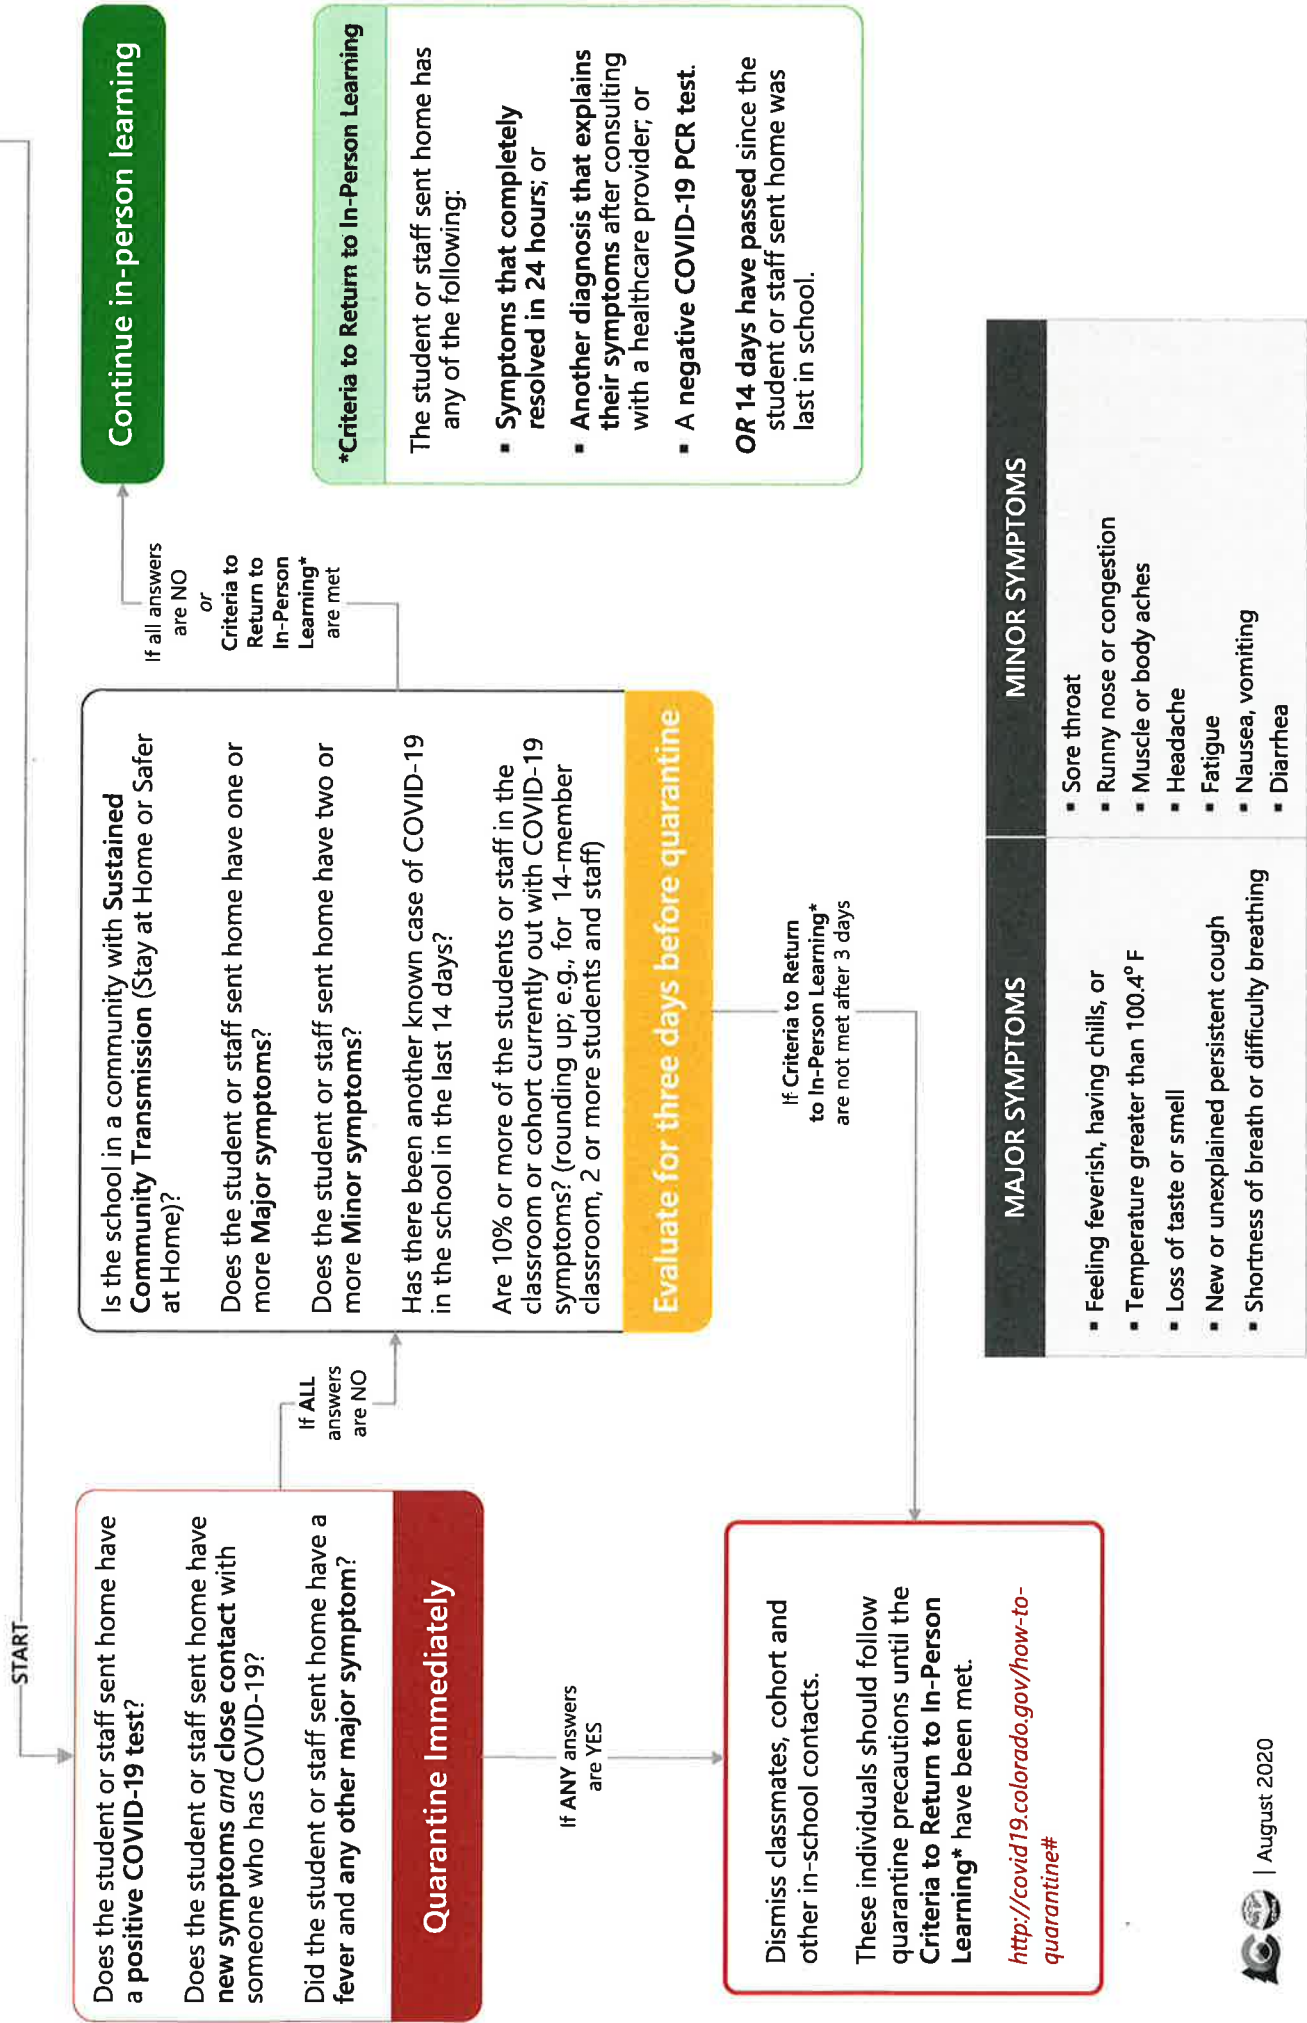 START
Does the student or staff sent home have
a positive COVID-19 test?
Does the student or staff sent home have
new symptoms and close contact with
someone who has COVID-19?
Did the student or staff sent home have a
fever and any other major symptom?
Quarantine Immediately
If ALL
answers
are NO
Is the school in a community with Sustained
Community Transmission (Stay at Home or Safer
at Home)?
Does the student or staff sent home have one or
more Major symptoms?
Does the student or staff sent home have two or
more Minor symptoms?
Has there been another known case of COVID-19
in the school in the last 14 days?
Are 10% or more of the students or staff in the
classroom or cohort currently out with COVID-19
symptoms? (rounding up; e.g., for 14-member
classroom, 2 or more students and staff)
Evaluate for three days before quarantine
If all answers
are NO
or
Criteria to
Return to
In-Person
Learning*
are met
Continue in-person learning
*Criteria to Return to In-Person Learning
The student or staff sent home has
any of the following:
▪ Symptoms that completely
resolved in 24 hours; or
▪ Another diagnosis that explains
their symptoms after consulting
with a healthcare provider; or
▪ A negative COVID-19 PCR test.
OR 14 days have passed since the
student or staff sent home was
last in school.
If ANY answers
are YES
If Criteria to Return
to In-Person Learning*
are not met after 3 days
Dismiss classmates, cohort and
other in-school contacts.
These individuals should follow
quarantine precautions until the
Criteria to Return to In-Person
Learning* have been met.
http://covid19.colorado.gov/how-to-
quarantine#
MAJOR SYMPTOMS
▪ Feeling feverish, having chills, or
▪ Temperature greater than 100.4° F
▪ Loss of taste or smell
▪ New or unexplained persistent cough
▪ Shortness of breath or difficulty breathing
MINOR SYMPTOMS
▪ Sore throat
▪ Runny nose or congestion
▪ Muscle or body aches
▪ Headache
▪ Fatigue
▪ Nausea, vomiting
▪ Diarrhea
| August 2020